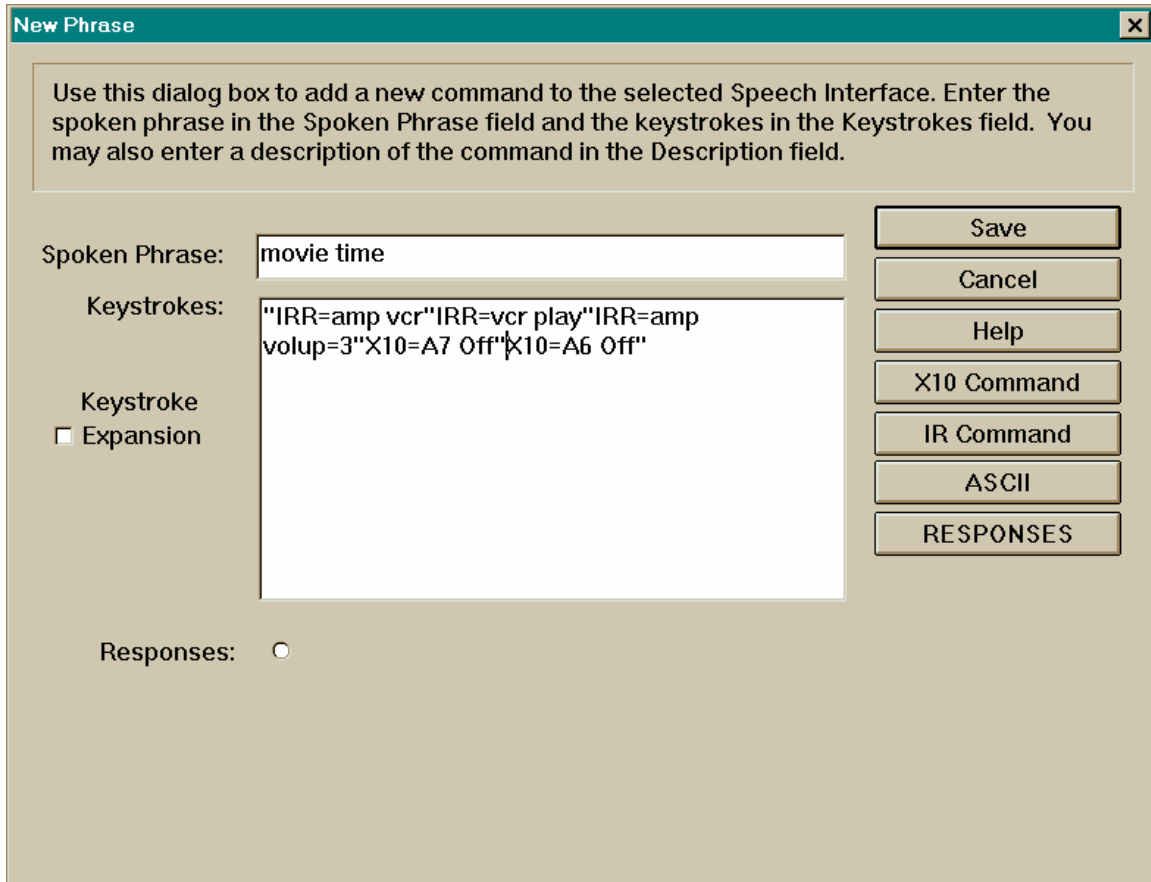 New Phrase
Use this dialog box to add a new command to the selected Speech Interface. Enter the
spoken phrase in the Spoken Phrase field and the keystrokes in the Keystrokes field.  You
may also enter a description of the command in the Description field.
Spoken Phrase:
movie time
Keystrokes:
"IRR=amp vcr"IRR=vcr play"IRR=amp
volup=3"X10=A7 Off"X10=A6 Off"
Keystroke
Expansion
Save
Cancel
Help
X10 Command
IR Command
ASCII
RESPONSES
Responses: